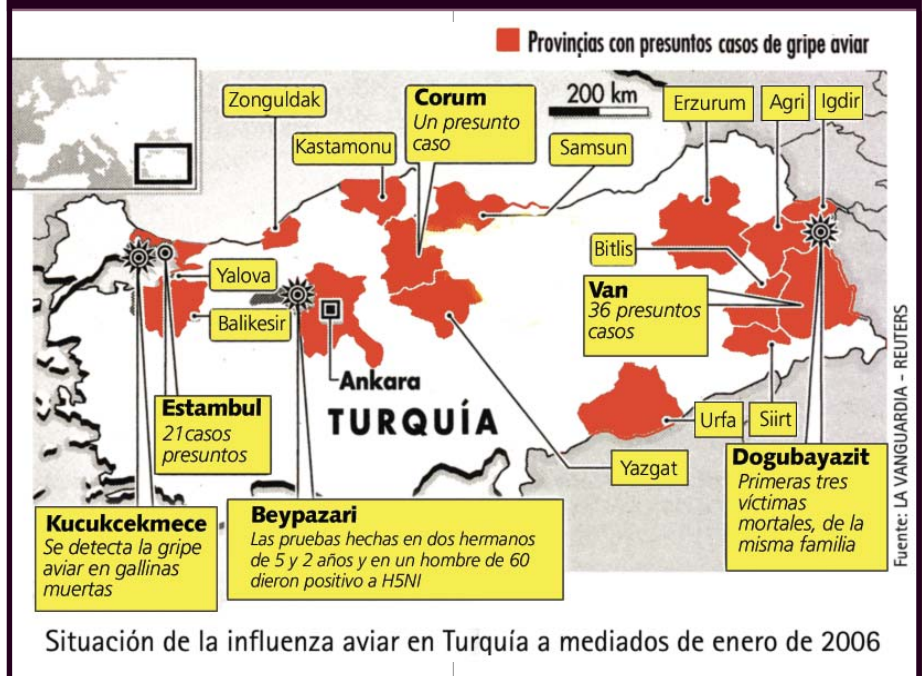 Provinçias con presuntos casos de gripe aviar
200 km
Zonguldak
Kastamonu
Corum
Un presunto
caso
Samsun
Erzurum
Agri
Igdir
Yalova
Balikesir
Bitlis
Van
36 presuntos
casos
Ankara
TURQUÍA
Estambul
21casos
presuntos
Urfa
Siirt
Yazgat
Dogubayazit
Primeras tres
víctimas
mortales, de la
misma familia
Kucukcekmece
Se detecta la gripe
aviar en gallinas
muertas
Beypazari
Las pruebas hechas en dos hermanos
de 5 y 2 años y en un hombre de 60
dieron positivo a H5NI
Fuente: LA VANGUARDIA - REUTERS
Situación de la influenza aviar en Turquía a mediados de enero de 2006